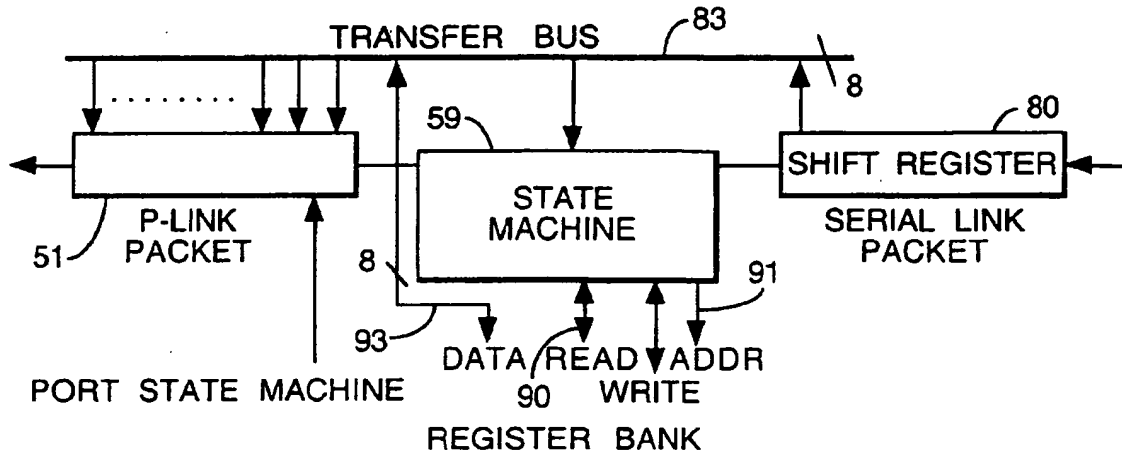 TRANSFER BUS
83
8
59
80
SHIFT REGISTER
STATE
MACHINE
P-LINK
PACKET
51
SERIAL LINK
PACKET
8
91
93
DATA READ ADDR
90
WRITE
PORT STATE MACHINE
REGISTER BANK